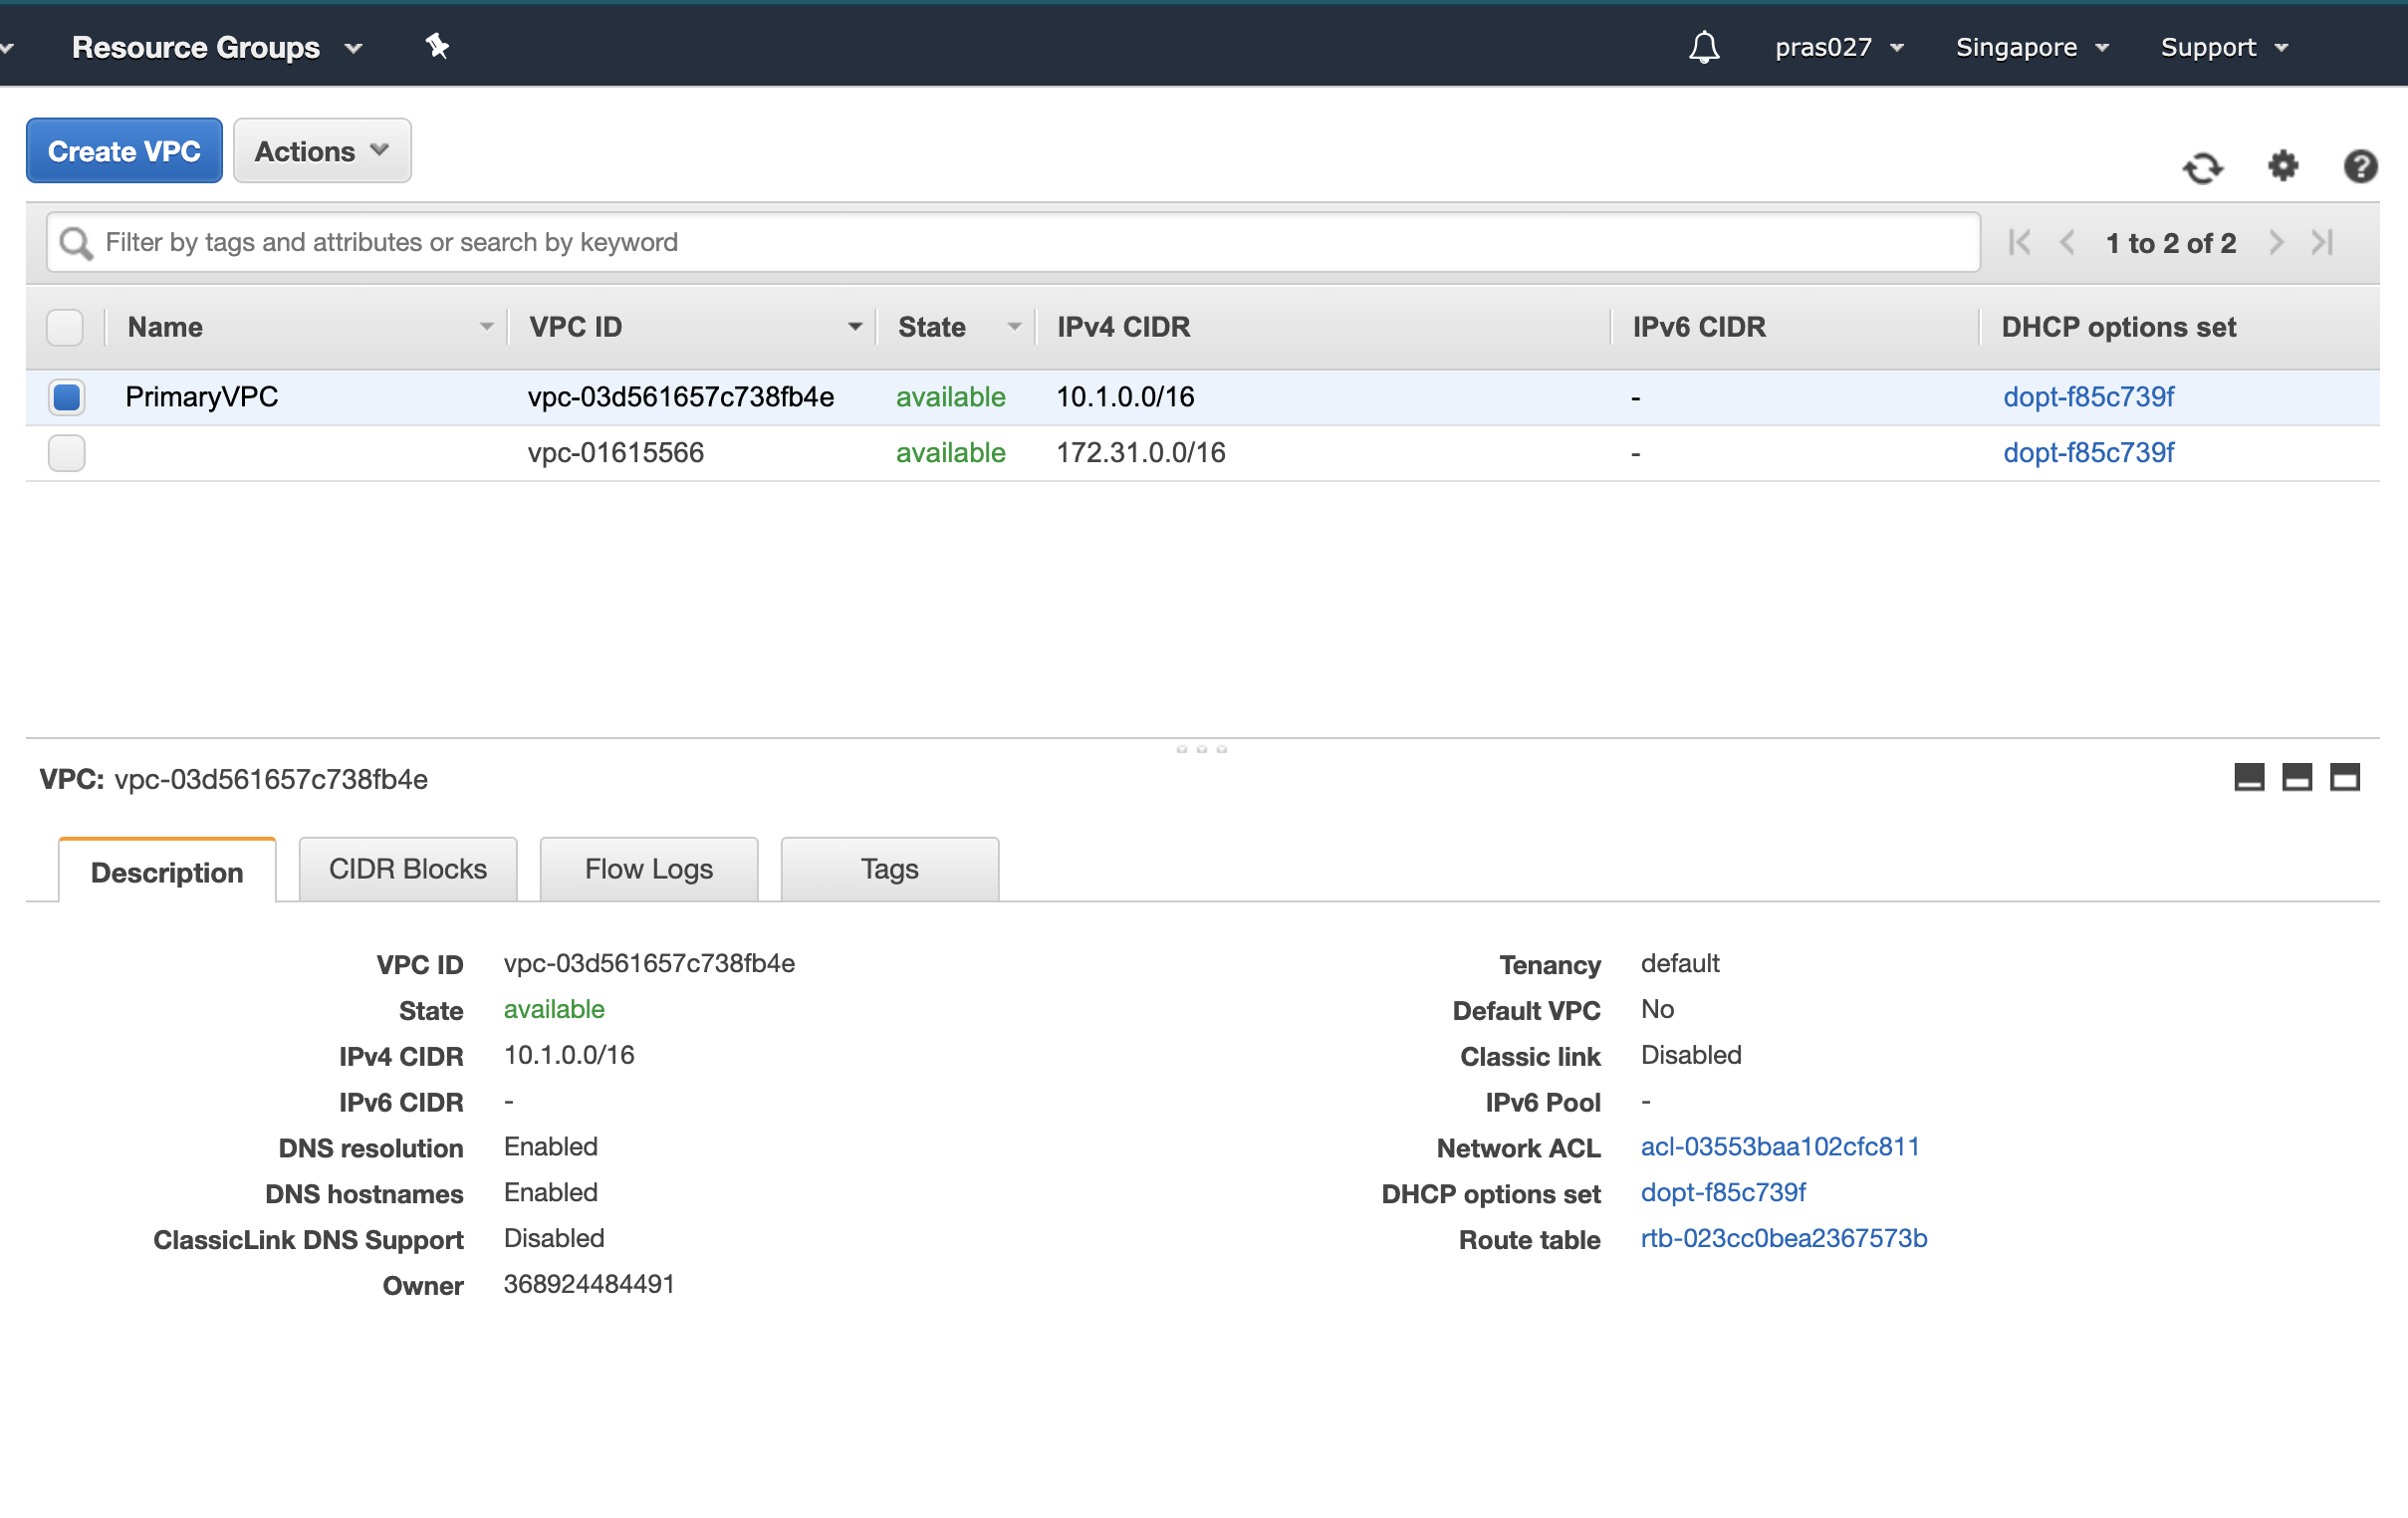 Resource Groups pras027 Singapore Support
Create VPC Actions
Filter by tags and attributes or search by keyword 1 to 2 of 2
Name VPC ID State IPv4 CIDR IPv6 CIDR DHCP options set
PrimaryVPC vpc-03d561657c738fb4e available 10.1.0.0/16 - dopt-f85c739f
vpc-01615566 available 172.31.0.0/16 - dopt-f85c739f
VPC: vpc-03d561657c738fb4e
Description CIDR Blocks Flow Logs Tags
VPC ID vpc-03d561657c738fb4e Tenancy default
State available Default VPC No
IPv4 CIDR 10.1.0.0/16 Classic link Disabled
IPv6 CIDR - IPv6 Pool -
DNS resolution Enabled Network ACL acl-03553baa102cfc811
DNS hostnames Enabled DHCP options set dopt-f85c739f
ClassicLink DNS Support Disabled Route table rtb-023cc0bea2367573b
Owner 368924484491